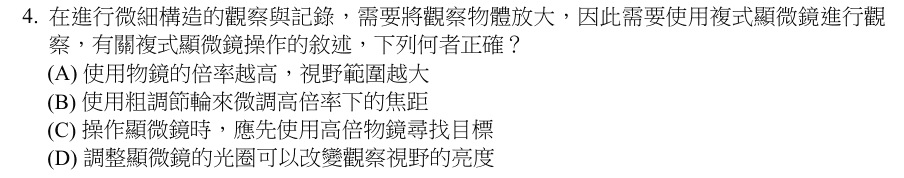 4. 在進行微細構造的觀察與記錄，需要將觀察物體放大，因此需要使用複式顯微鏡進行觀
察，有關複式顯微鏡操作的敘述，下列何者正確？
(A) 使用物鏡的倍率越高，視野範圍越大
(B) 使用粗調節輪來微調高倍率下的焦距
(C) 操作顯微鏡時，應先使用高倍物鏡尋找目標
(D) 調整顯微鏡的光圈可以改變觀察視野的亮度